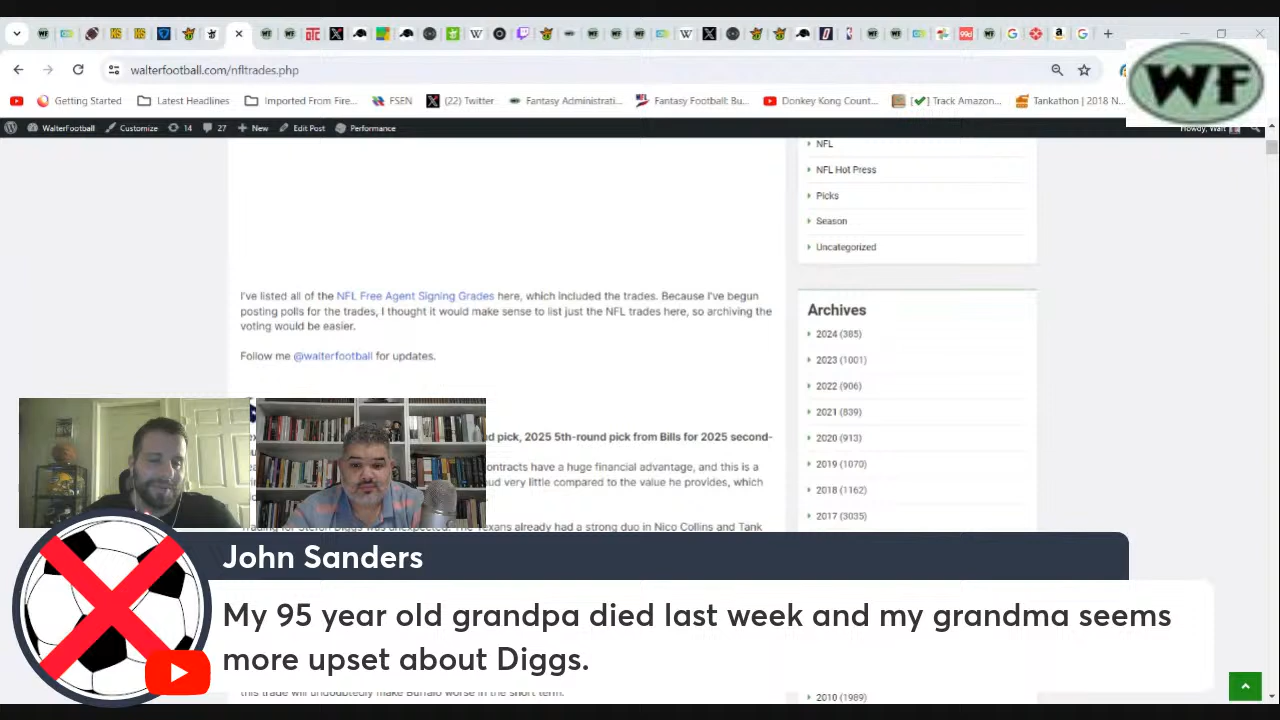 walterfootball.com/nfltrades.php
Getting Started
Latest Headlines
Imported From Fire...
FSEN
(22) Twitter
Fantasy Administrati...
Fantasy Football: Bu...
Donkey Kong Count...
Track Amazon...
Tankathon | 2018 N...
WF
WalterFootball
Customize
14
27
New
Edit Post
Performance
Howdy, Walt
NFL
NFL Hot Press
Picks
Season
Uncategorized
I've listed all of the NFL Free Agent Signing Grades here, which included the trades. Because I've begun
posting polls for the trades, I thought it would make sense to list just the NFL trades here, so archiving the
voting would be easier.
Follow me @walterfootball for updates.
Archives
2024 (385)
2023 (1001)
2022 (906)
2021 (839)
2020 (913)
2019 (1070)
2018 (1162)
2017 (3035)
2010 (1989)
pick, 2025 5th-round pick from Bills for 2025 second-
contracts have a huge financial advantage, and this is a
very little compared to the value he provides, which
Trading for Stefon Diggs was unexpected. The Texans already had a strong duo in Nico Collins and Tank
John Sanders
My 95 year old grandpa died last week and my grandma seems
more upset about Diggs.
this trade will undoubtedly make Buffalo worse in the short term.